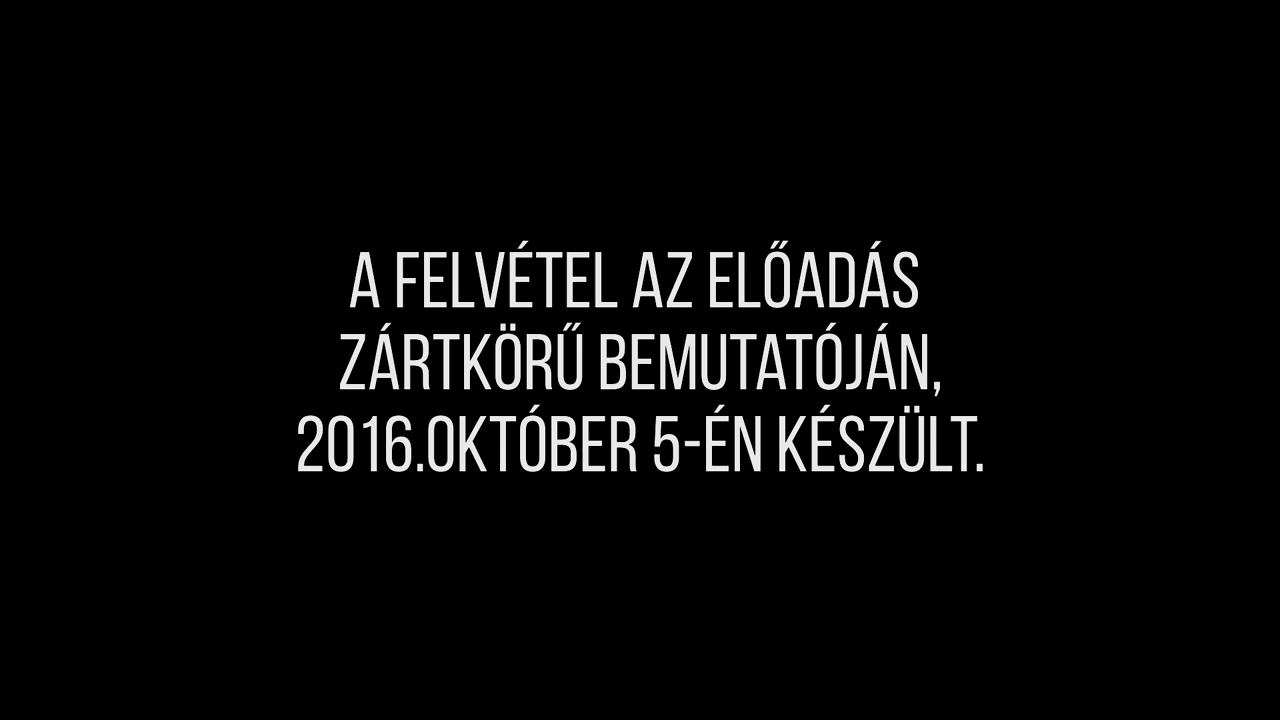 A FELVÉTEL AZ ELŐADÁS
ZÁRTKÖRŰ BEMUTATÓJÁN,
2016.OKTÓBER 5-ÉN KÉSZÜLT.